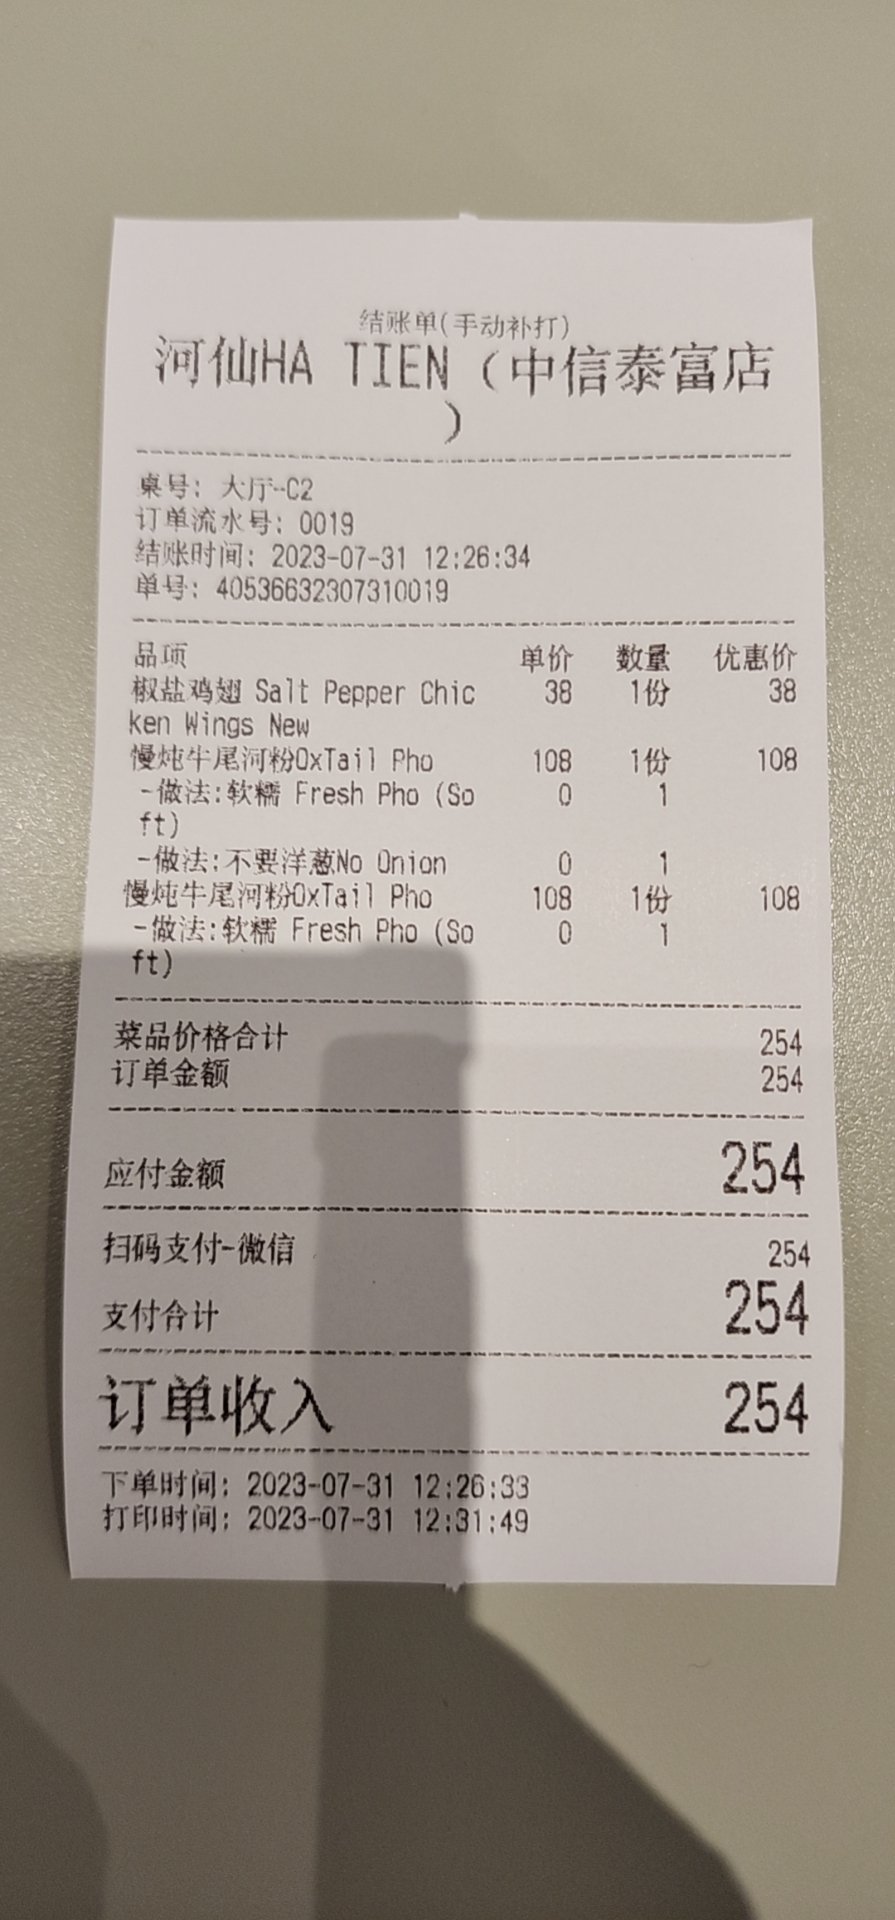 结账单(手动补打)
河仙HA TIEN（中信泰富店
）
桌号: 大厅-C2
订单流水号: 0019
结账时间: 2023-07-31 12:26:34
单号: 40536632307310019
品项 单价 数量 优惠价
椒盐鸡翅 Salt Pepper Chic 38 1份 38
ken Wings New
慢炖牛尾河粉OxTail Pho 108 1份 108
-做法:软糯 Fresh Pho (So 0 1
ft)
-做法:不要洋葱No Onion 0 1
慢炖牛尾河粉OxTail Pho 108 1份 108
-做法:软糯 Fresh Pho (So 0 1
ft)
菜品价格合计 254
订单金额 254
应付金额 254
扫码支付-微信 254
支付合计 254
订单收入 254
下单时间: 2023-07-31 12:26:33
打印时间: 2023-07-31 12:31:49